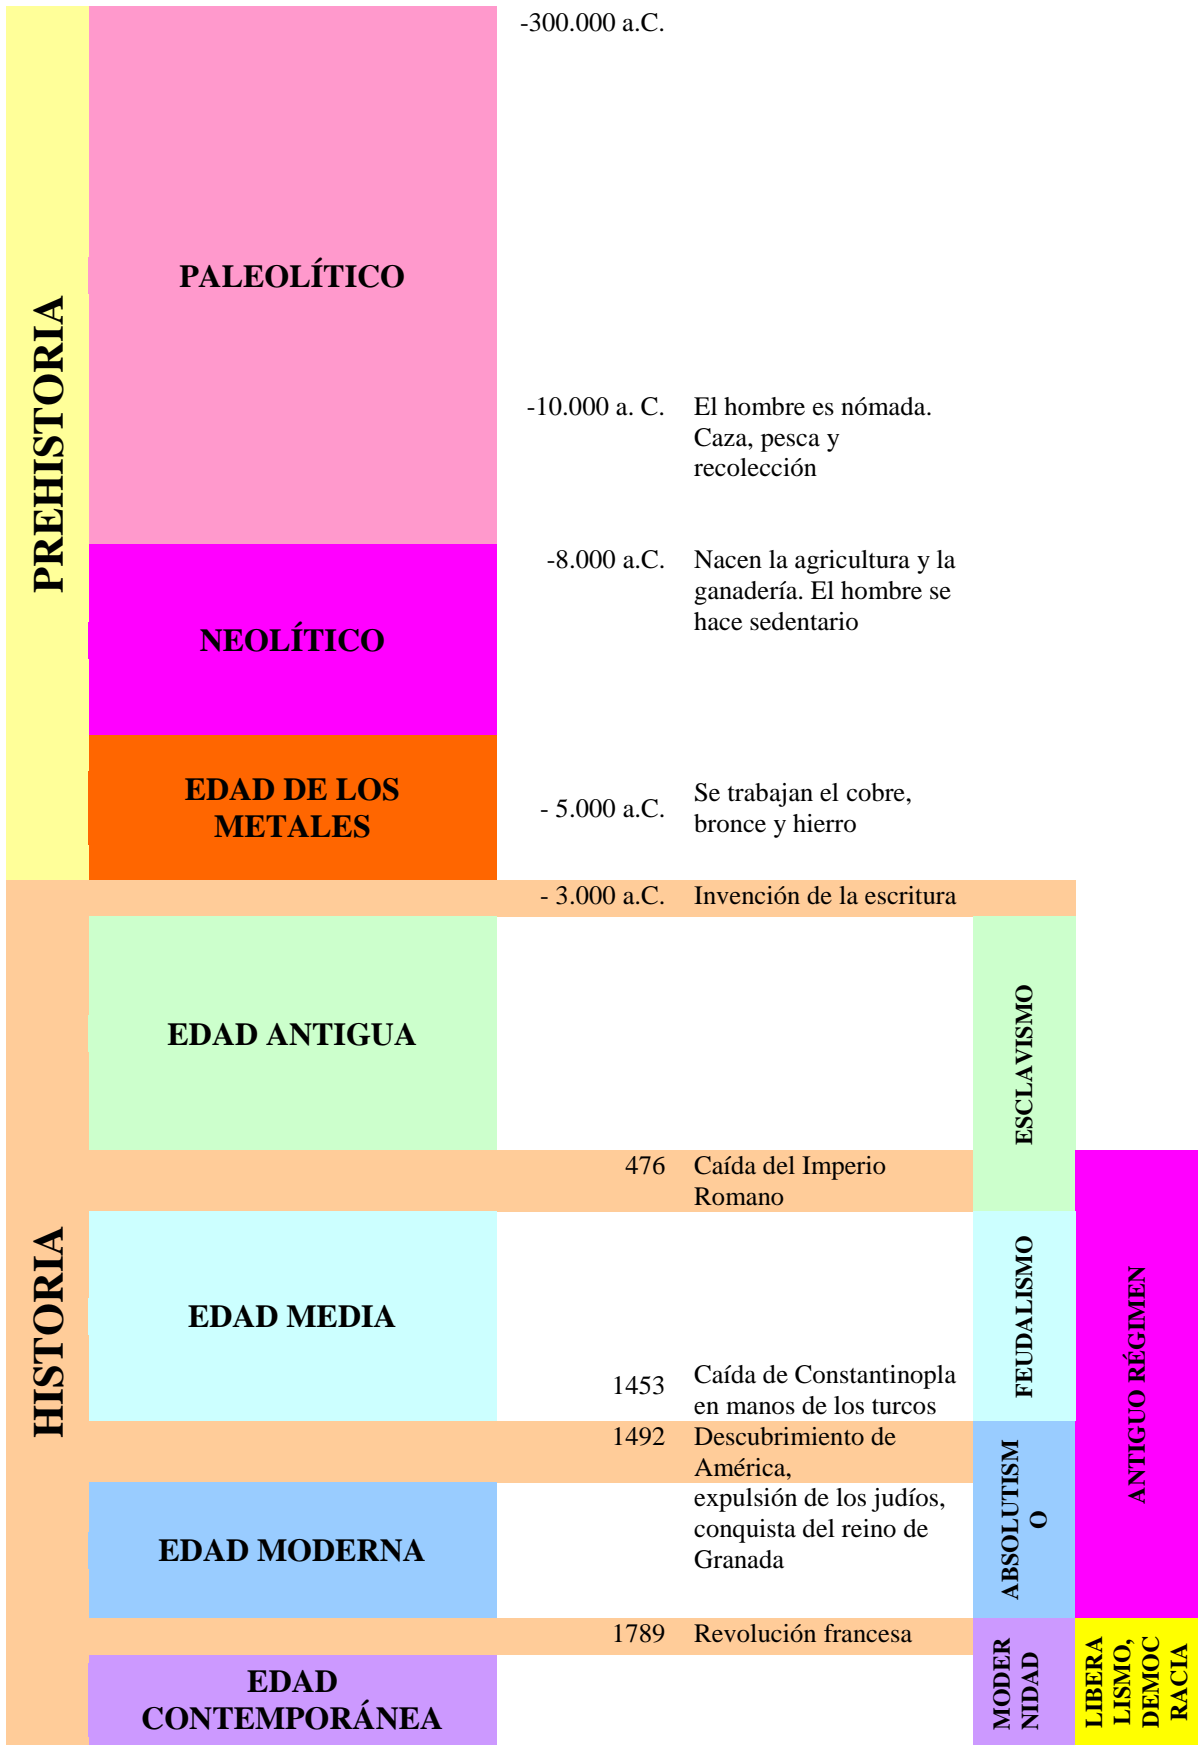 PREHISTORIA
PALEOLÍTICO
-300.000 a.C.
-10.000 a. C.
El hombre es nómada.
Caza, pesca y
recolección
NEOLÍTICO
-8.000 a.C.
Nacen la agricultura y la
ganadería. El hombre se
hace sedentario
EDAD DE LOS
METALES
- 5.000 a.C.
Se trabajan el cobre,
bronce y hierro
HISTORIA
- 3.000 a.C.
Invención de la escritura
EDAD ANTIGUA
ESCLAVISMO
476
Caída del Imperio
Romano
EDAD MEDIA
FEUDALISMO
ANTIGUO RÉGIMEN
1453
Caída de Constantinopla
en manos de los turcos
1492
Descubrimiento de
América,
expulsión de los judíos,
conquista del reino de
Granada
EDAD MODERNA
ABSOLUTISM
O
1789
Revolución francesa
EDAD
CONTEMPORÁNEA
MODER
NIDAD
LIBERA
LISMO,
DEMOC
RACIA